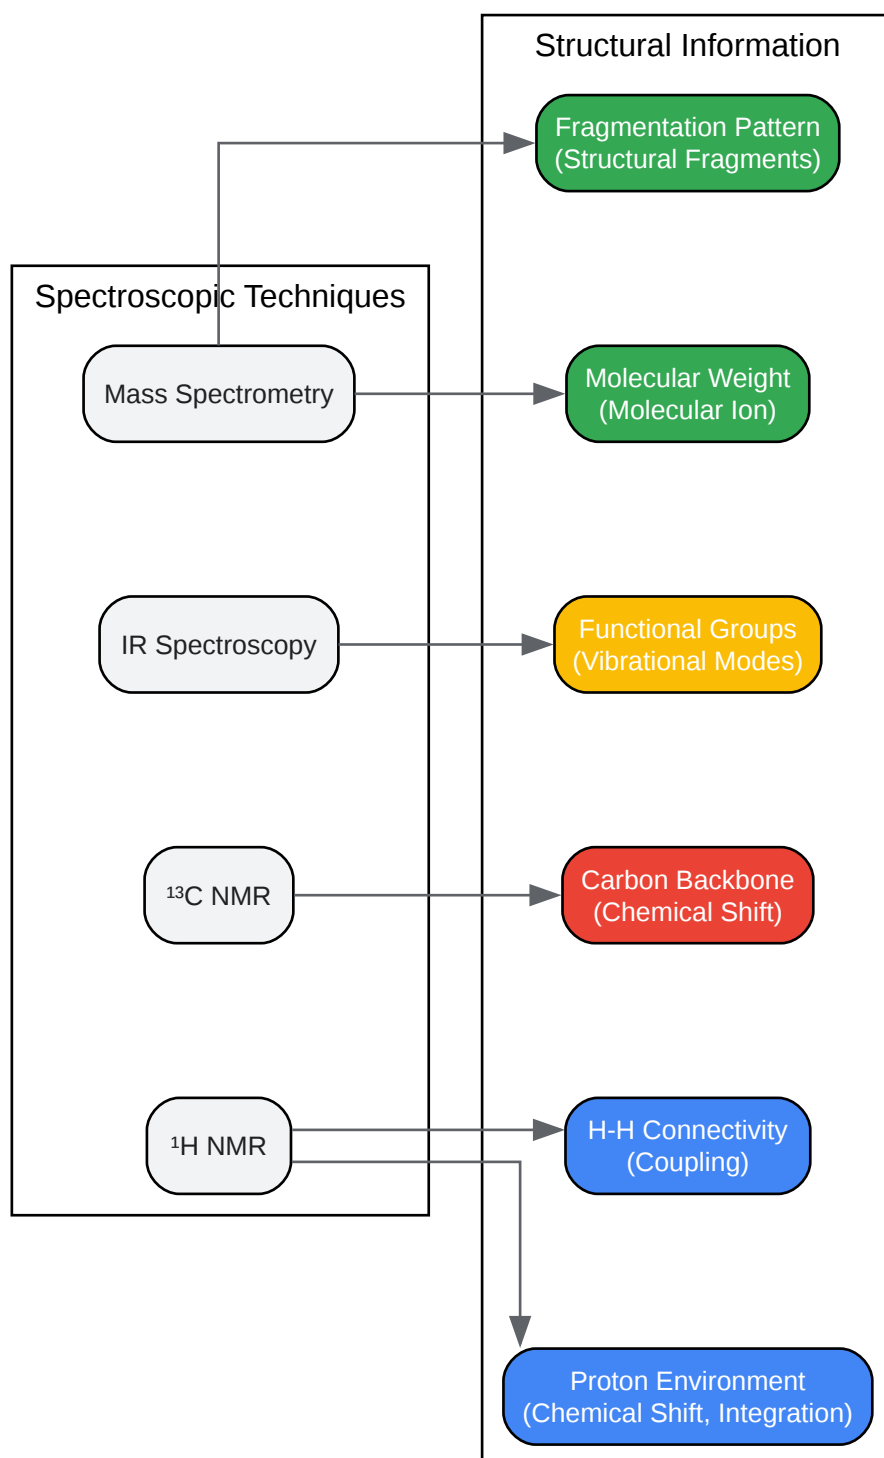 Structural Information
Fragmentation Pattern
(Structural Fragments)
Spectroscopic Techniques
Mass Spectrometry
Molecular Weight
(Molecular Ion)
IR Spectroscopy
Functional Groups
(Vibrational Modes)
¹³C NMR
Carbon Backbone
(Chemical Shift)
¹H NMR
H-H Connectivity
(Coupling)
Proton Environment
(Chemical Shift, Integration)